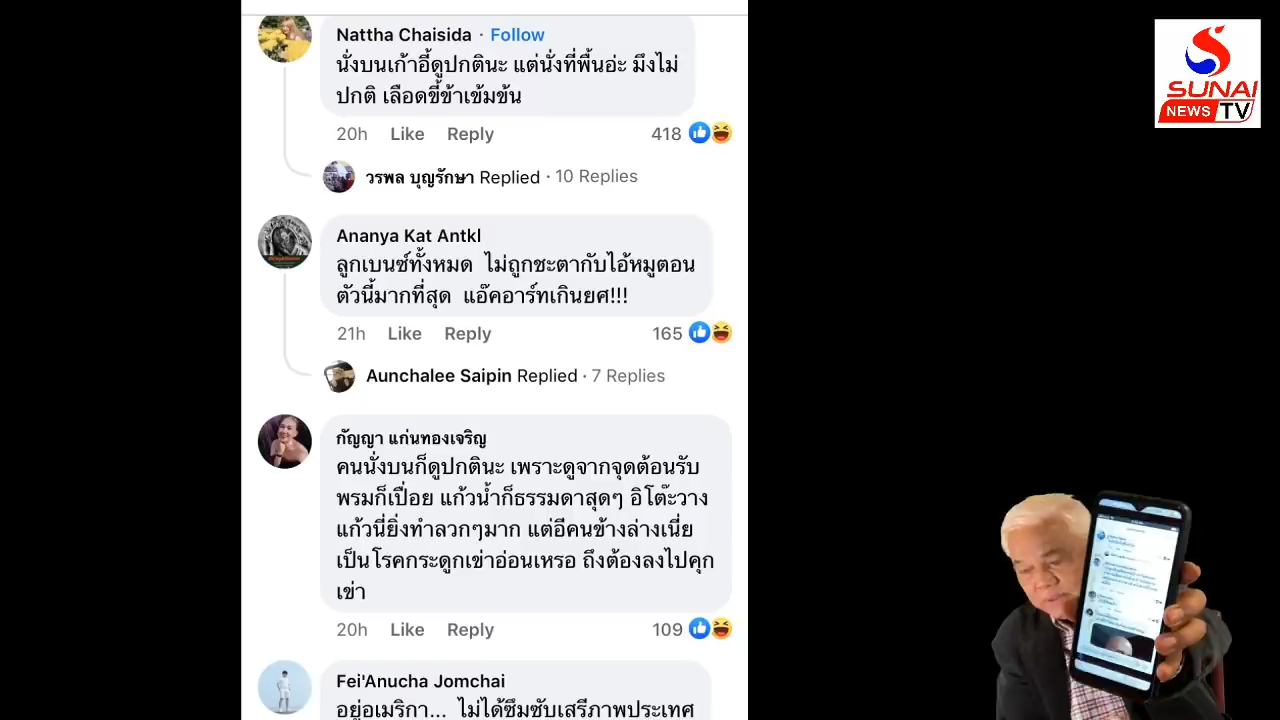 Nattha Chaisida · Follow
นั่งบนเก้าอี้ดูปกตินะ แต่นั่งที่พื้นอ่ะ มึงไม่
ปกติ เลือดขี้ข้าเข้มข้น
20h Like Reply 418
วรพล บุญรักษา Replied · 10 Replies
Ananya Kat Antkl
ลูกเบนซ์ทั้งหมด ไม่ถูกชะตากับไอ้หมูตอน
ตัวนี้มากที่สุด แอ๊คอาร์ทเกินยศ!!!
21h Like Reply 165
Aunchalee Saipin Replied · 7 Replies
กัญญา แก่นทองเจริญ
คนนั่งบนก็ดูปกตินะ เพราะดูจากจุดต้อนรับ
พรมก็เปื่อย แก้วน้ำก็ธรรมดาสุดๆ อิโต๊ะวาง
แก้วนี่ยิ่งทำลวกๆมาก แต่อีคนข้างล่างเนี่ย
เป็นโรคกระดูกเข่าอ่อนเหรอ ถึงต้องลงไปคุก
เข่า
20h Like Reply 109
Fei'Anucha Jomchai
อยู่อเมริกา... ไม่ได้ซึมซับเสรีภาพประเทศ
SUNAI
NEWS TV